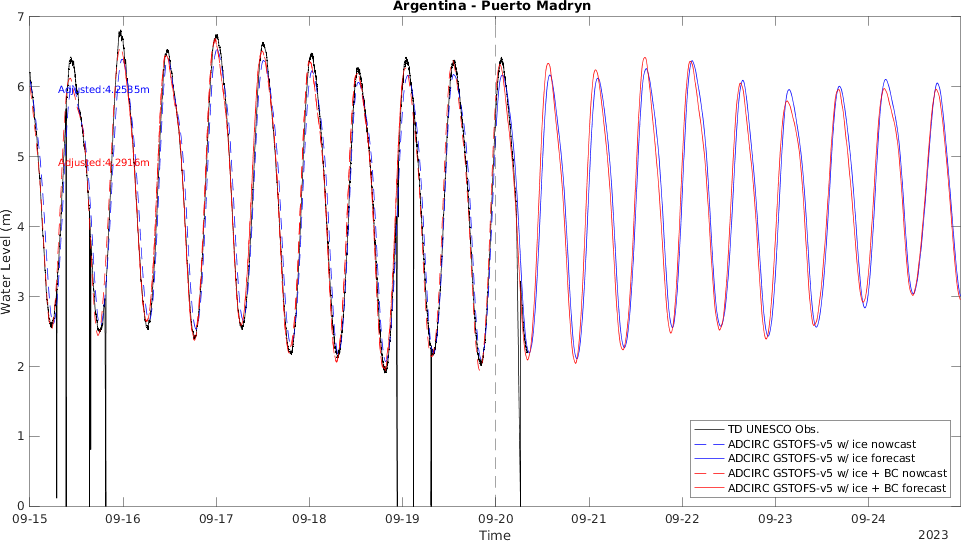 Argentina - Puerto Madryn
7
6
5
4
3
2
1
0
Water Level (m)
Adjusted:4.2585m
Adjusted:4.2916m
TD UNESCO Obs.
ADCIRC GSTOFS-v5 w/ ice nowcast
ADCIRC GSTOFS-v5 w/ ice forecast
ADCIRC GSTOFS-v5 w/ ice + BC nowcast
ADCIRC GSTOFS-v5 w/ ice + BC forecast
09-15 09-16 09-17 09-18 09-19 09-20 09-21 09-22 09-23 09-24
Time
2023